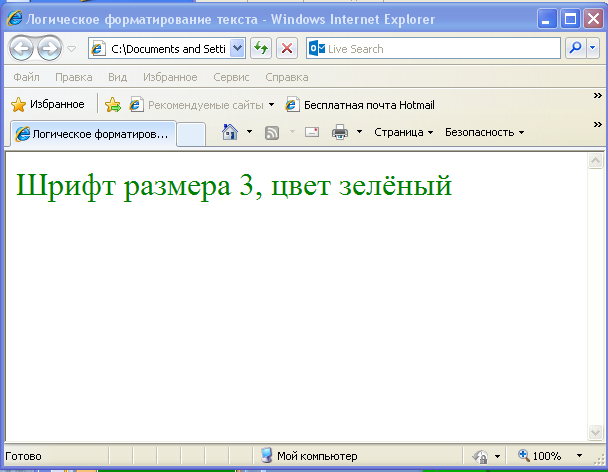 Логическое форматирование текста - Windows Internet Explorer
C:\Documents and Setti
Live Search
Файл Правка Вид Избранное Сервис Справка
Избранное Рекомендуемые сайты Бесплатная почта Hotmail
Логическое форматиров... Страница Безопасность
Шрифт размера 3, цвет зелёный
Готово Мой компьютер 100%